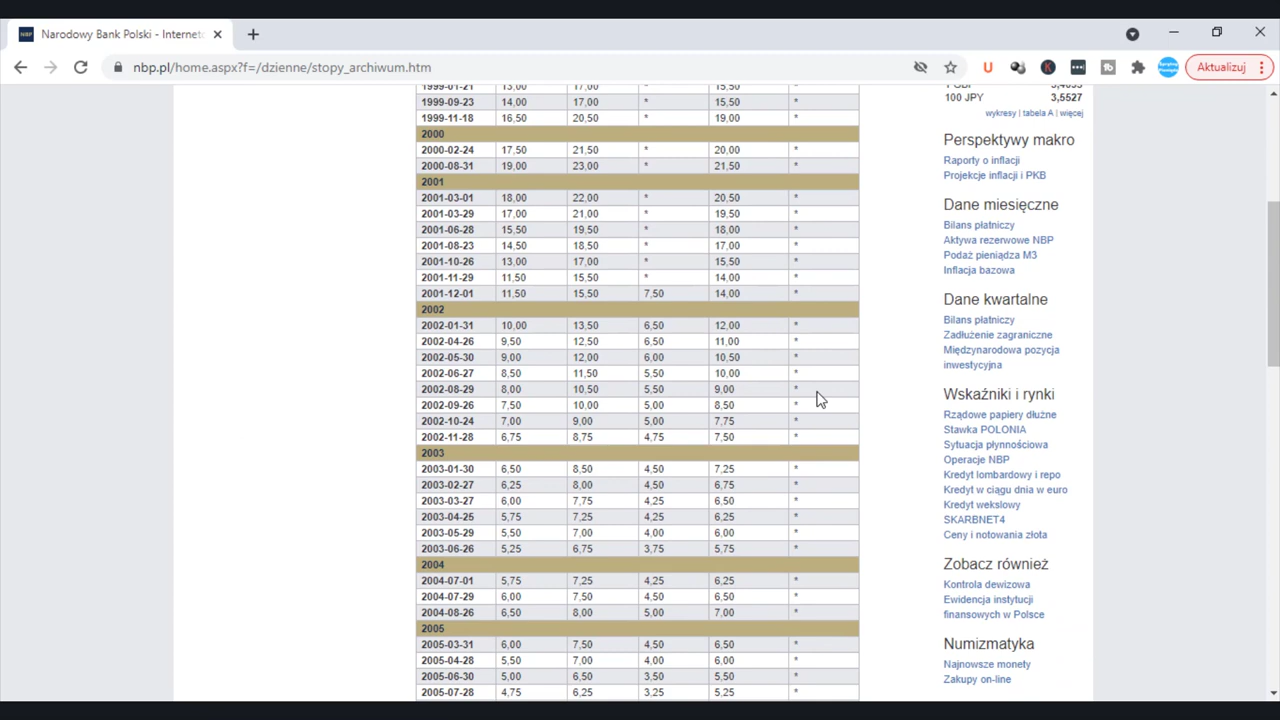 Narodowy Bank Polski - Internetc
nbp.pl/home.aspx?f=/dzienne/stopy_archiwum.htm
Aktualizuj
1999-01-21 13,00 17,00 * 15,50 *
1999-09-23 14,00 17,00 * 15,50 *
1999-11-18 16,50 20,50 * 19,00 *
2000
2000-02-24 17,50 21,50 * 20,00 *
2000-08-31 19,00 23,00 * 21,50 *
2001
2001-03-01 18,00 22,00 * 20,50 *
2001-03-29 17,00 21,00 * 19,50 *
2001-06-28 15,50 19,50 * 18,00 *
2001-08-23 14,50 18,50 * 17,00 *
2001-10-26 13,00 17,00 * 15,50 *
2001-11-29 11,50 15,50 * 14,00 *
2001-12-01 11,50 15,50 7,50 14,00 *
2002
2002-01-31 10,00 13,50 6,50 12,00 *
2002-04-26 9,50 12,50 6,50 11,00 *
2002-05-30 9,00 12,00 6,00 10,50 *
2002-06-27 8,50 11,50 5,50 10,00 *
2002-08-29 8,00 10,50 5,50 9,00 *
2002-09-26 7,50 10,00 5,00 8,50 *
2002-10-24 7,00 9,00 5,00 7,75 *
2002-11-28 6,75 8,75 4,75 7,50 *
2003
2003-01-30 6,50 8,50 4,50 7,25 *
2003-02-27 6,25 8,00 4,50 6,75 *
2003-03-27 6,00 7,75 4,25 6,50 *
2003-04-25 5,75 7,25 4,25 6,25 *
2003-05-29 5,50 7,00 4,00 6,00 *
2003-06-26 5,25 6,75 3,75 5,75 *
2004
2004-07-01 5,75 7,25 4,25 6,25 *
2004-07-29 6,00 7,50 4,50 6,50 *
2004-08-26 6,50 8,00 5,00 7,00 *
2005
2005-03-31 6,00 7,50 4,50 6,50 *
2005-04-28 5,50 7,00 4,00 6,00 *
2005-06-30 5,00 6,50 3,50 5,50 *
2005-07-28 4,75 6,25 3,25 5,25 *
100 JPY 3,5527
wykresy | tabela A | więcej
Perspektywy makro
Raporty o inflacji
Projekcje inflacji i PKB
Dane miesięczne
Bilans płatniczy
Aktywa rezerwowe NBP
Podaż pieniądza M3
Inflacja bazowa
Dane kwartalne
Bilans płatniczy
Zadłużenie zagraniczne
Międzynarodowa pozycja
inwestycyjna
Wskaźniki i rynki
Rządowe papiery dłużne
Stawka POLONIA
Sytuacja płynnościowa
Operacje NBP
Kredyt lombardowy i repo
Kredyt w ciągu dnia w euro
Kredyt wekslowy
SKARBNET4
Ceny i notowania złota
Zobacz również
Kontrola dewizowa
Ewidencja instytucji
finansowych w Polsce
Numizmatyka
Najnowsze monety
Zakupy on-line